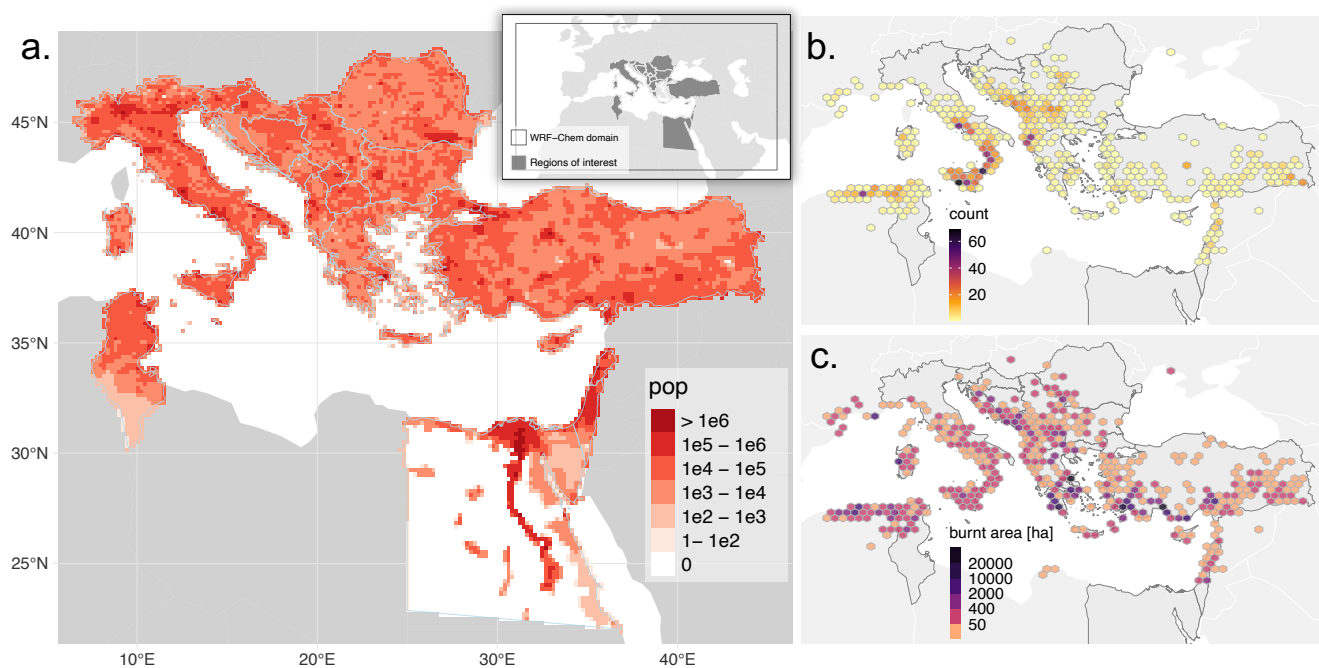 a.
WRF−Chem domain
Regions of interest
45°N
40°N
35°N
30°N
25°N
10°E
20°E
30°E
40°E
pop
> 1e6
1e5 − 1e6
1e4 − 1e5
1e3 − 1e4
1e2 − 1e3
1− 1e2
0
b.
count
60
40
20
c.
burnt area [ha]
20000
10000
2000
400
50